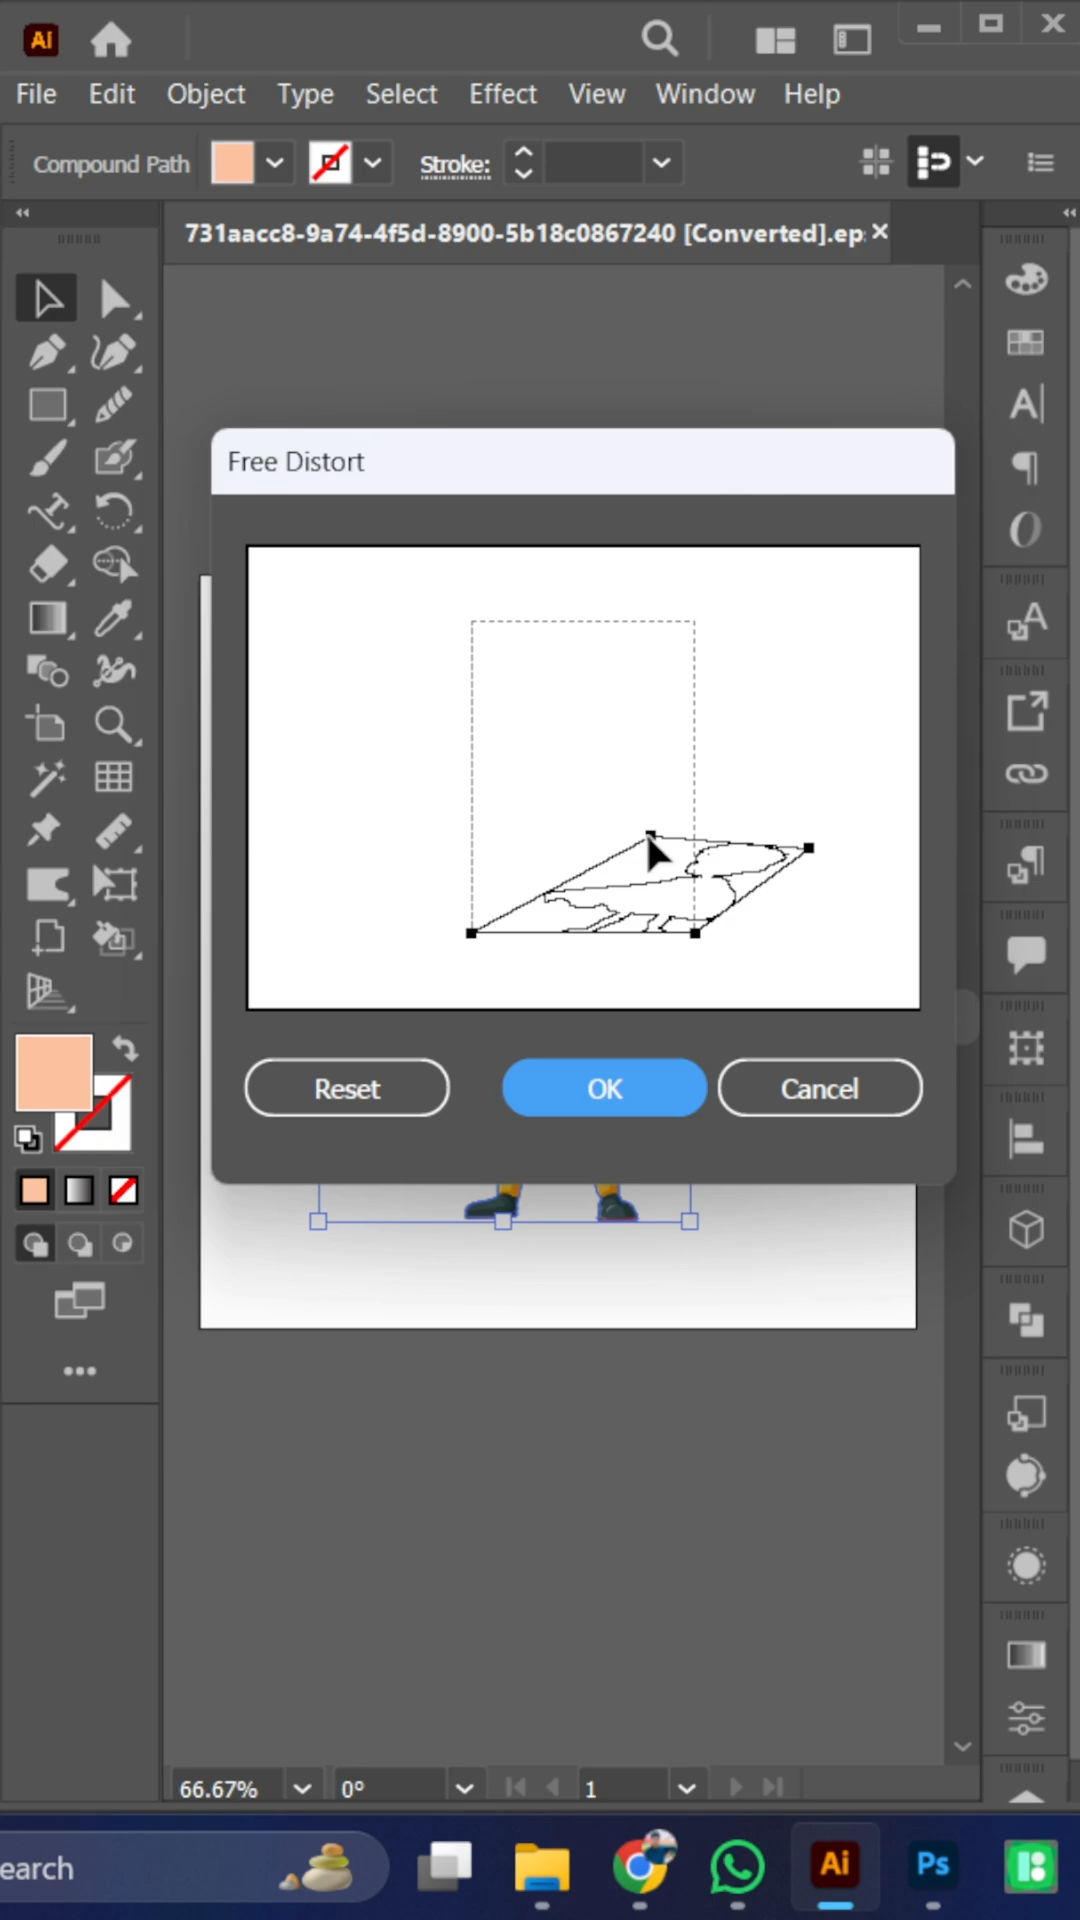 Ai
File Edit Object Type Select Effect View Window Help
Compound Path Stroke:
731aacc8-9a74-4f5d-8900-5b18c0867240 [Converted].ep
Free Distort
Reset OK Cancel
66.67% 0° 1
earch Ai Ps